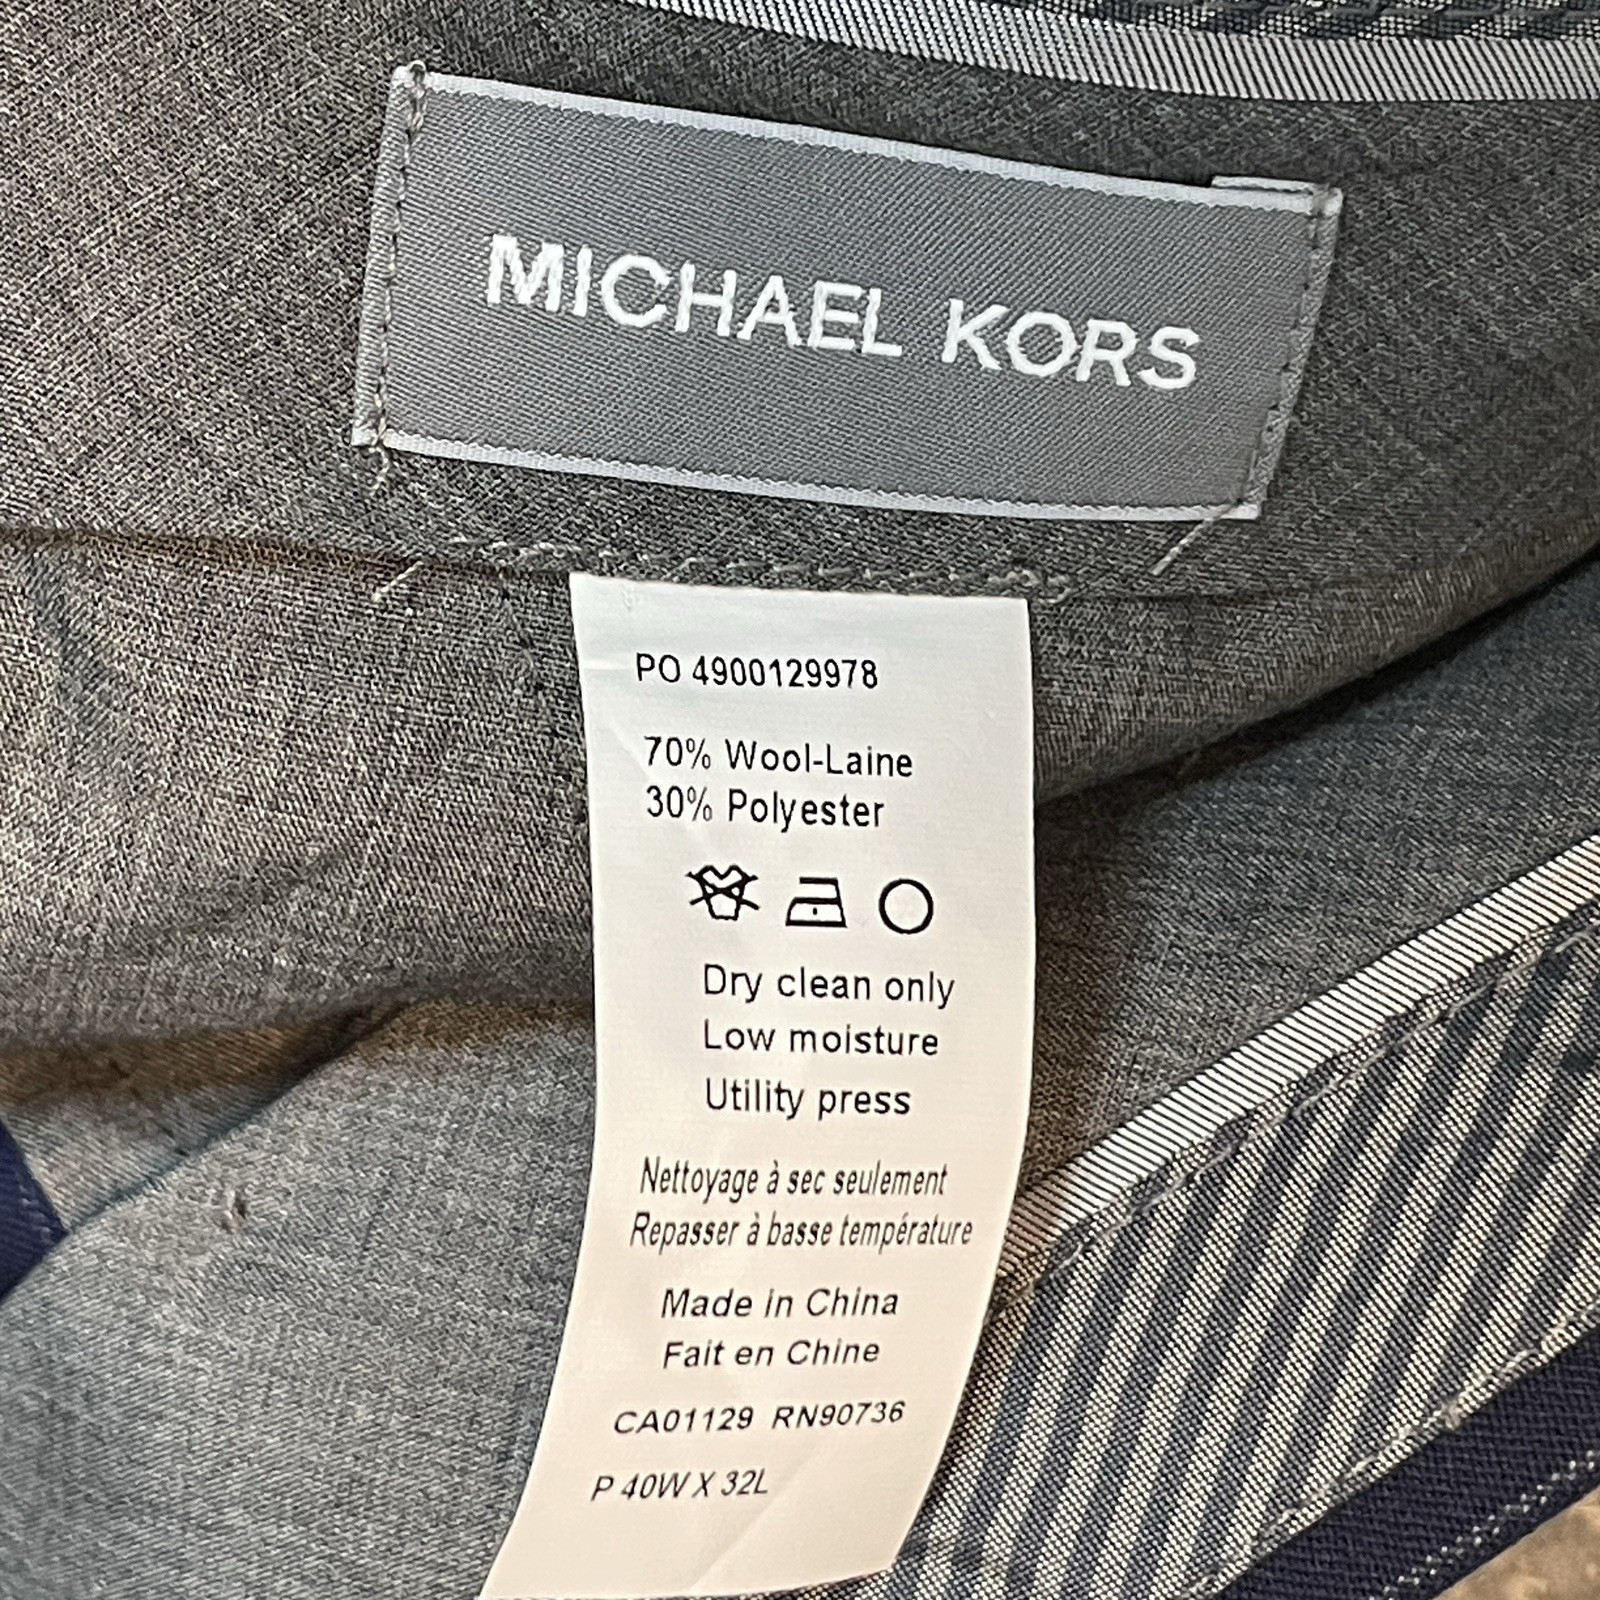 MICHAEL KORS
PO 4900129978
70% Wool-Laine
30% Polyester
Dry clean only
Low moisture
Utility press
Nettoyage à sec seulement
Repasser à basse température
Made in China
Fait en Chine
CA01129 RN90736
P 40W X 32L